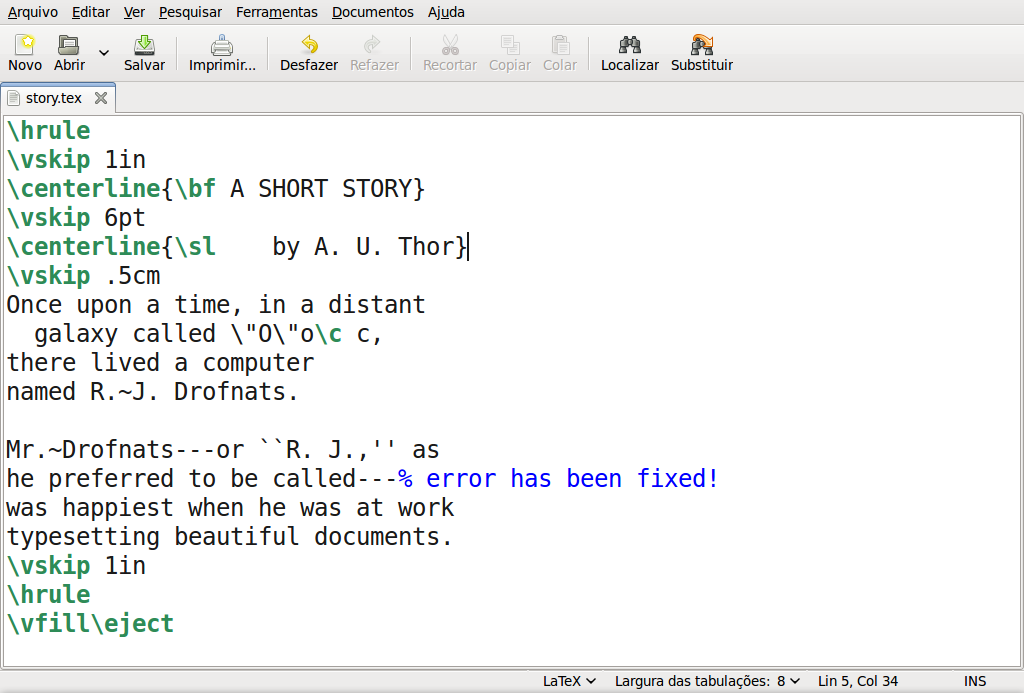 Arquivo Editar Ver Pesquisar Ferramentas Documentos Ajuda
Novo Abrir Salvar Imprimir... Desfazer Refazer Recortar Copiar Colar Localizar Substituir
story.tex
\hrule
\vskip 1in
\centerline{\bf A SHORT STORY}
\vskip 6pt
\centerline{\sl    by A. U. Thor}
\vskip .5cm
Once upon a time, in a distant
  galaxy called \"O\"o\c c,
there lived a computer
named R.~J. Drofnats.

Mr.~Drofnats---or ``R. J.,'' as
he preferred to be called---% error has been fixed!
was happiest when he was at work
typesetting beautiful documents.
\vskip 1in
\hrule
\vfill\eject
LaTeX Largura das tabulações: 8 Lin 5, Col 34 INS